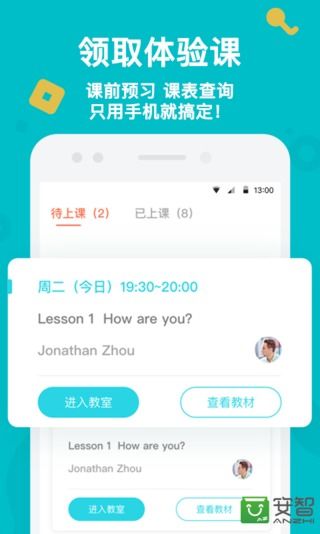 领取体验课
课前预习 课表查询
只用手机就搞定!
13:00
待上课（2）
已上课（8）
周二（今日）19:30~20:00
Lesson 1 How are you?
Jonathan Zhou
进入教室
查看教材
Lesson 1 How are you?
Jonathan Zhou
进入教室
查看教材
安智
ANZHI